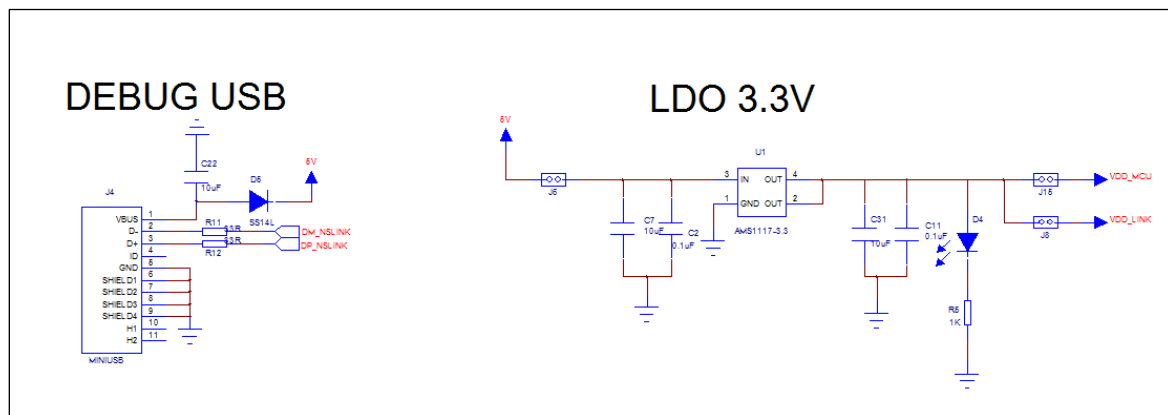 DEBUG USB
LDO 3.3V
C22
10uF
D5
5V
SS14L
J4
VBUS
1
D-
2
D+
3
ID
4
GND
5
SHIELD1
6
SHIELD2
7
SHIELD3
8
SHIELD4
9
H1
10
H2
11
MINIUSB
R11
33R
33R
R12
DM_NSLINK
DP_NSLINK
5V
J6
C7
10uF
C2
0.1uF
U1
3
IN
OUT
4
1
GND
OUT
2
AMS1117-3.3
C31
10uF
C11
0.1uF
D4
R5
1K
J15
VDD_MCU
J8
VDD_LINK